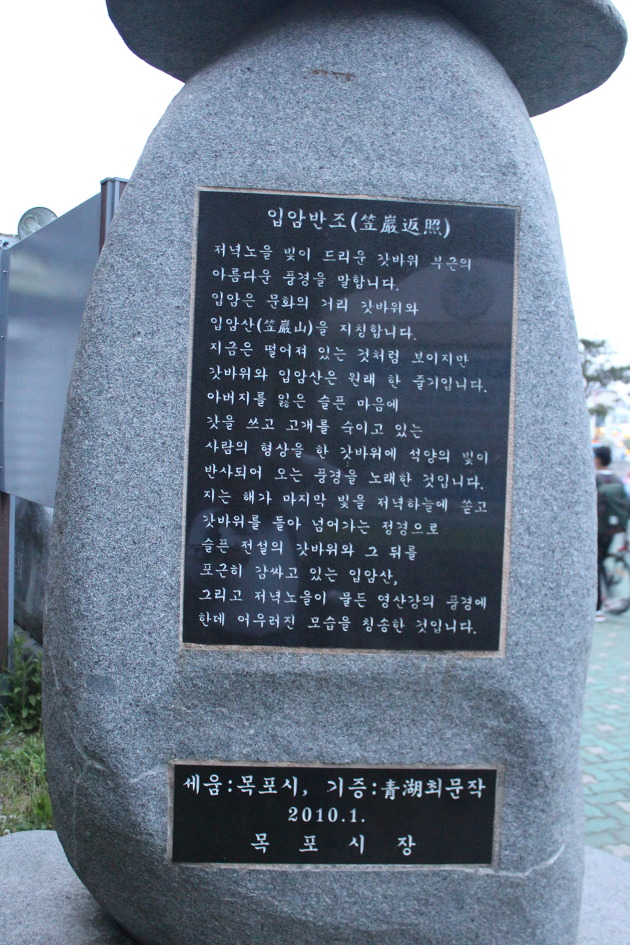 입암반조(笠巖返照)
저녁노을 빛이 드리운 갓바위 부근의
아름다운 풍경을 말합니다.
입암은 문화의 거리 갓바위와
입암산(笠巖山)을 지칭합니다.
지금은 떨어져 있는 것처럼 보이지만
갓바위와 입암산은 원래 한 줄기입니다.
아버지를 잃은 슬픈 마음에
갓을 쓰고 고개를 숙이고 있는
사람의 형상을 한 갓바위에 석양의 빛이
반사되어 오는 풍경을 노래한 것입니다.
지는 해가 마지막 빛을 저녁하늘에 쏟고
갓바위를 돌아 넘어가는 정경으로
슬픈 전설의 갓바위와 그 뒤를
포근히 감싸고 있는 입암산,
그리고 저녁노을이 물든 영산강의 풍경에
한데 어우러진 모습을 칭송한 것입니다.
세움:목포시, 기증:靑湖최문작
2010.1.
목 포 시 장